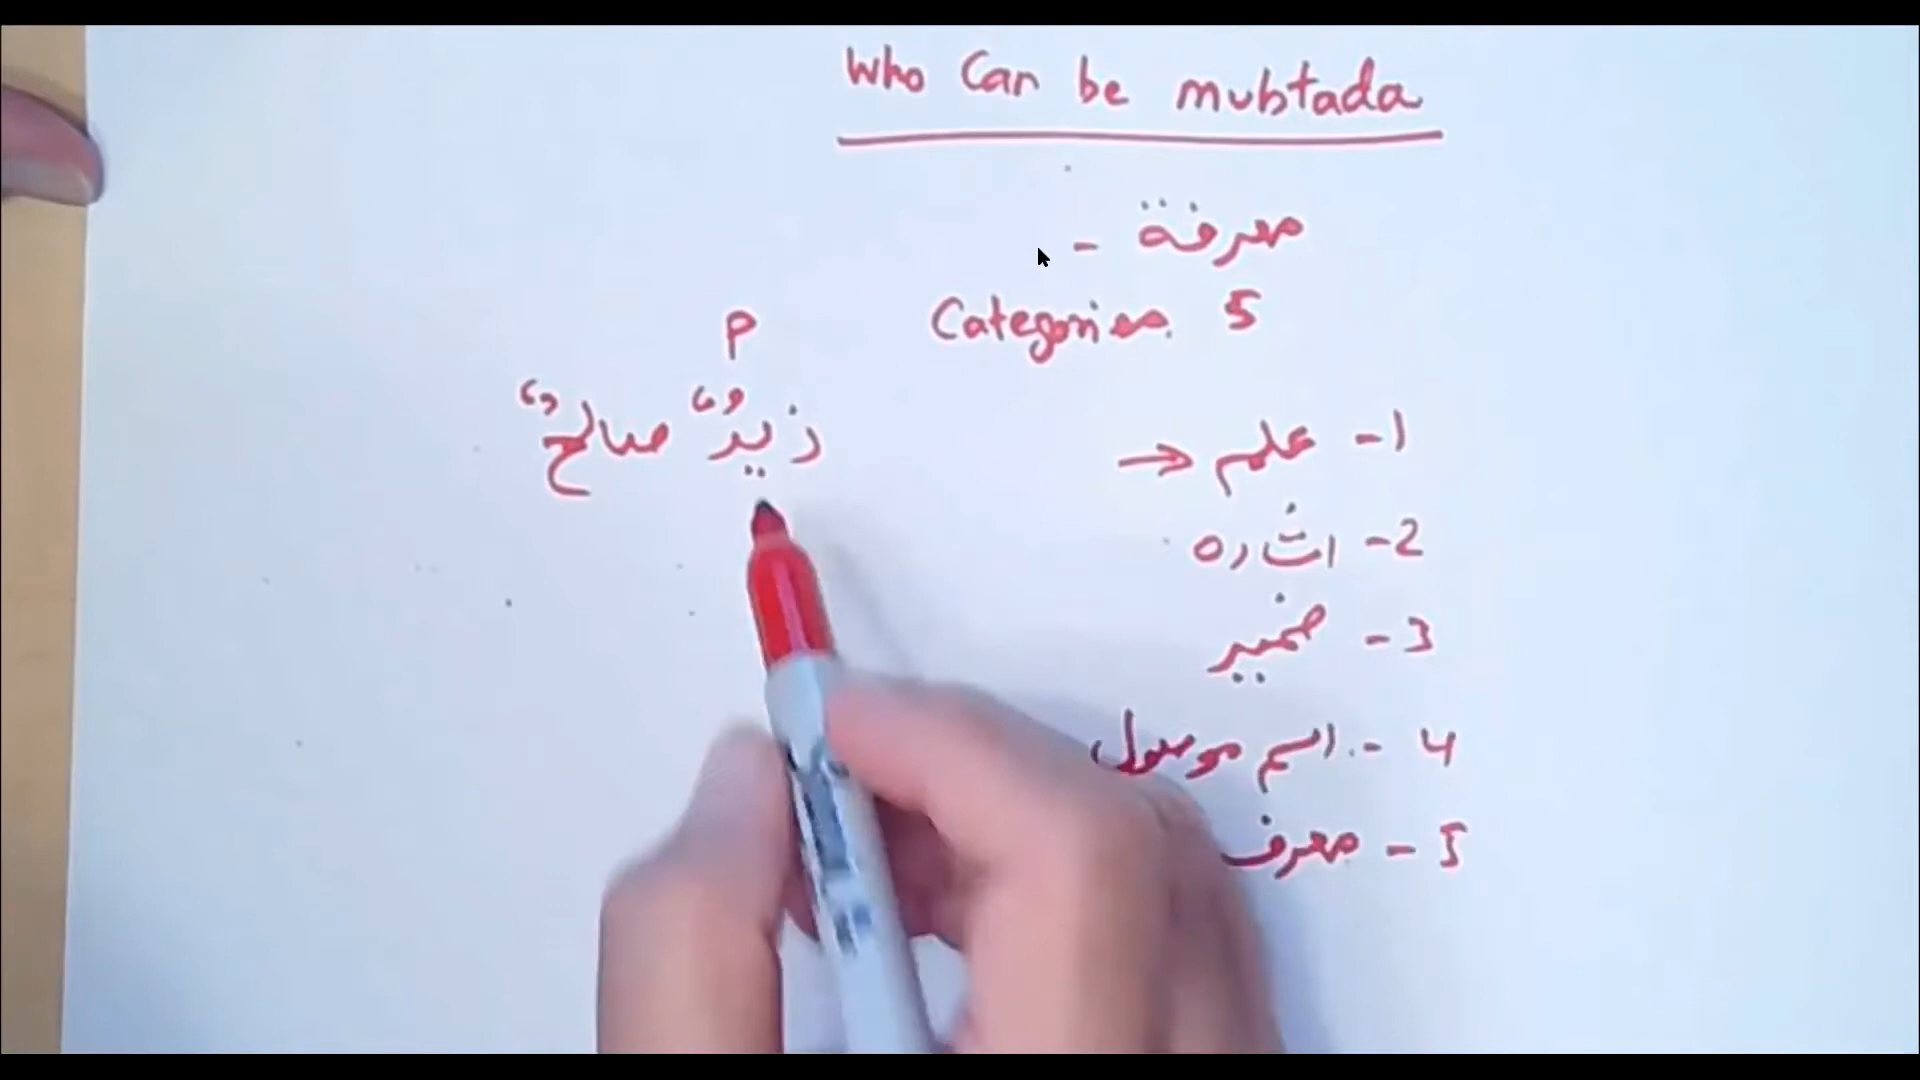 Who Can be mubtada
معرفة -
Categories 5
1- علم →
2- اشاره
3- ضمير
4 - اسم موصول
5 - معرف
P
زيدٌ صالحٌ